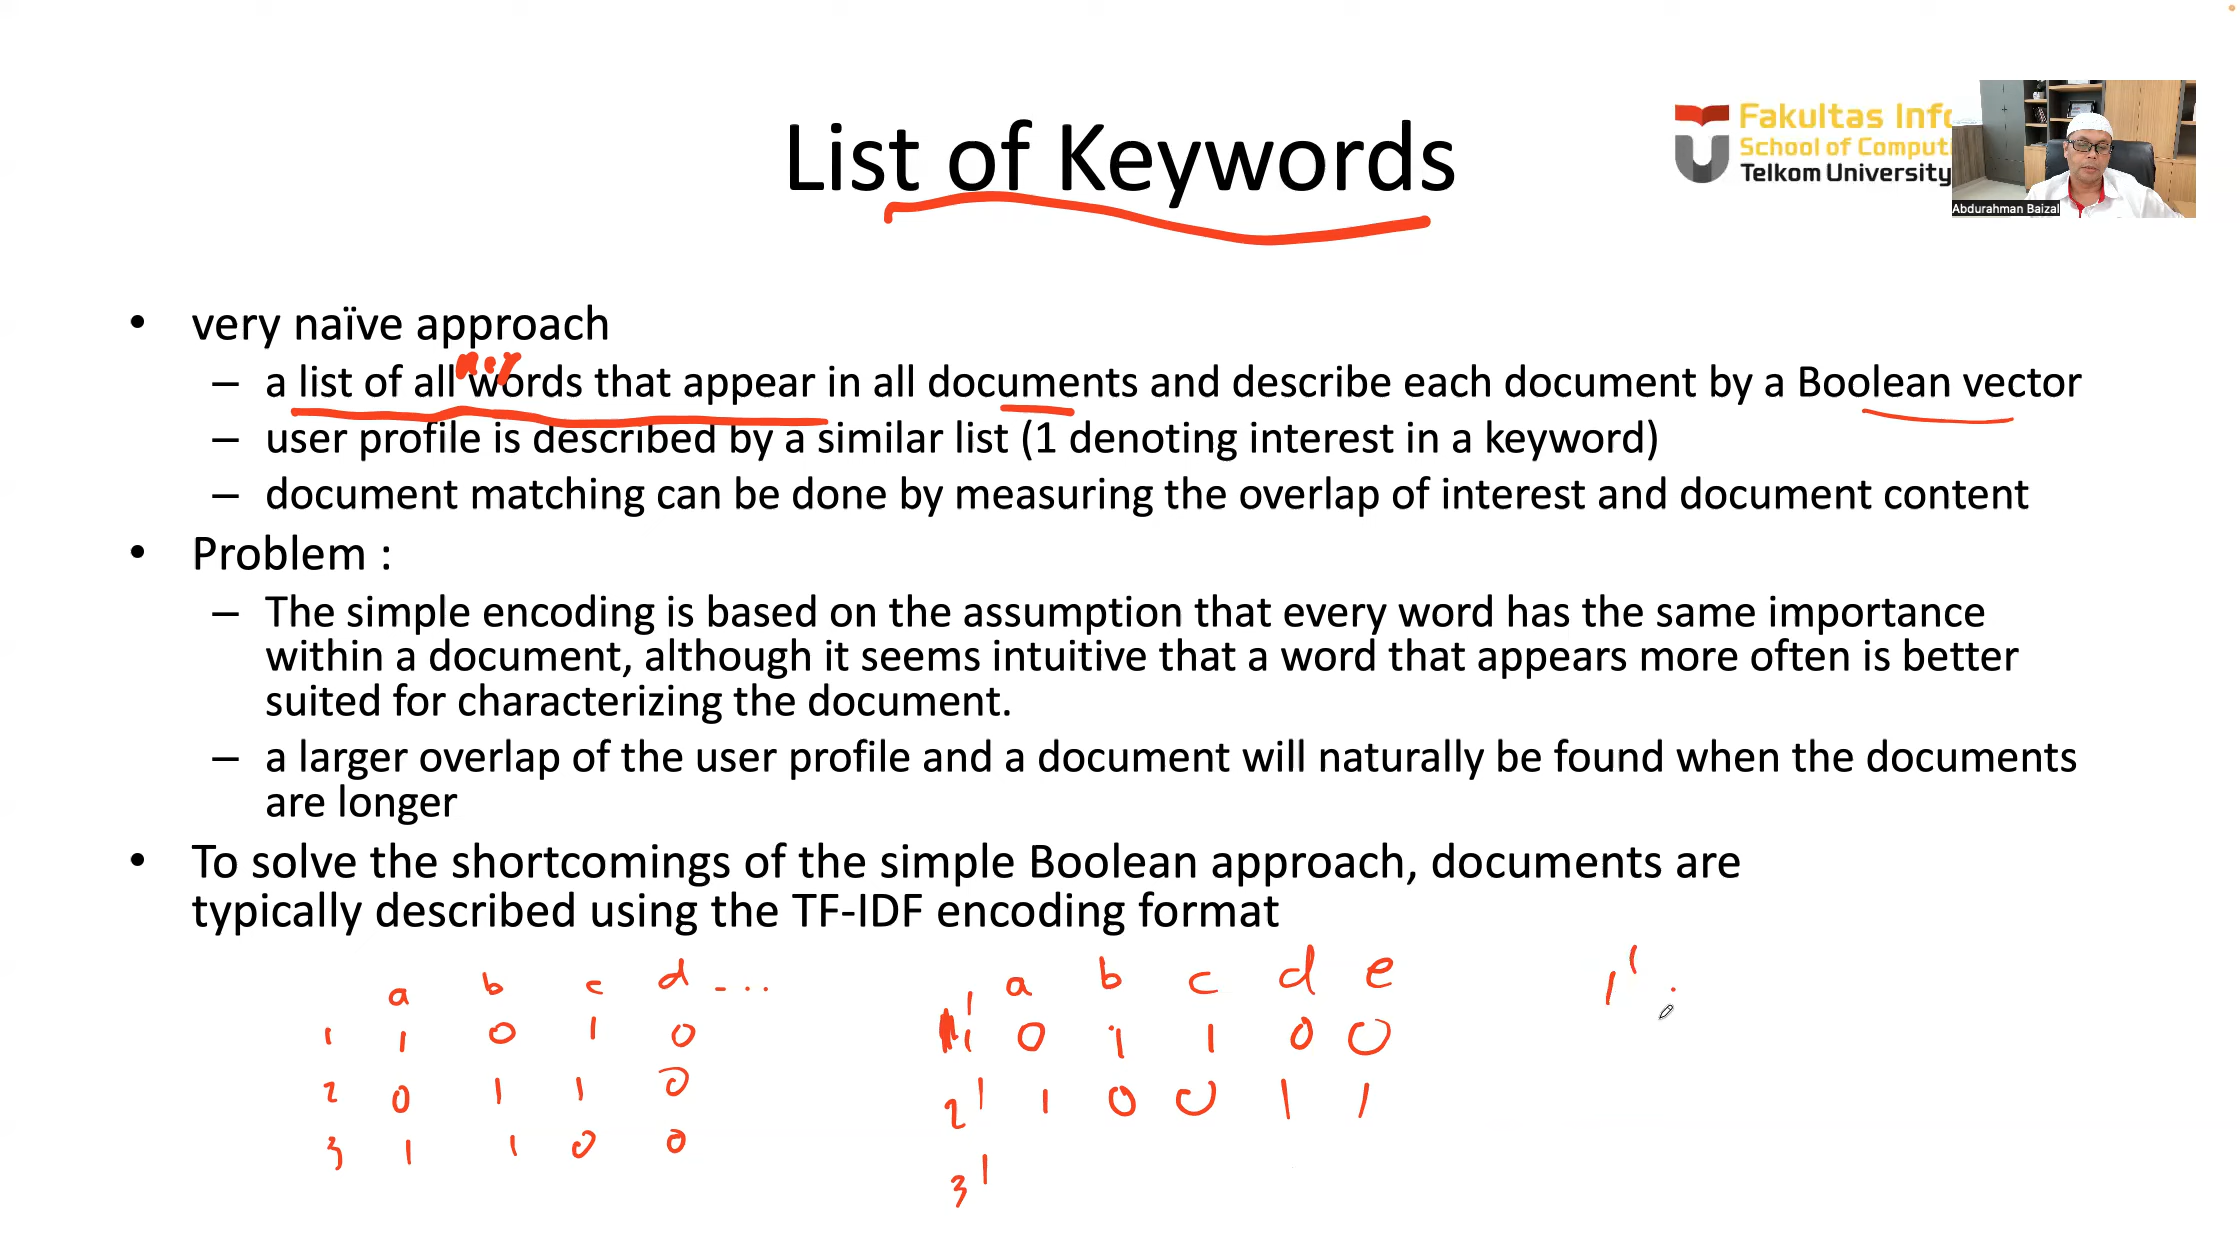 List of Keywords
Fakultas Info
School of Computi
Telkom University
Abdurahman Baizal
• very naïve approach
– a list of all words that appear in all documents and describe each document by a Boolean vector
– user profile is described by a similar list (1 denoting interest in a keyword)
– document matching can be done by measuring the overlap of interest and document content
• Problem :
– The simple encoding is based on the assumption that every word has the same importance
within a document, although it seems intuitive that a word that appears more often is better
suited for characterizing the document.
– a larger overlap of the user profile and a document will naturally be found when the documents
are longer
• To solve the shortcomings of the simple Boolean approach, documents are
typically described using the TF-IDF encoding format
a b c d ...
1 1 0 1 0
2 0 1 1 0
3 1 1 0 0
a b c d e
1' 0 1 1 0 0
2' 1 0 0 1 1
3'
1' .